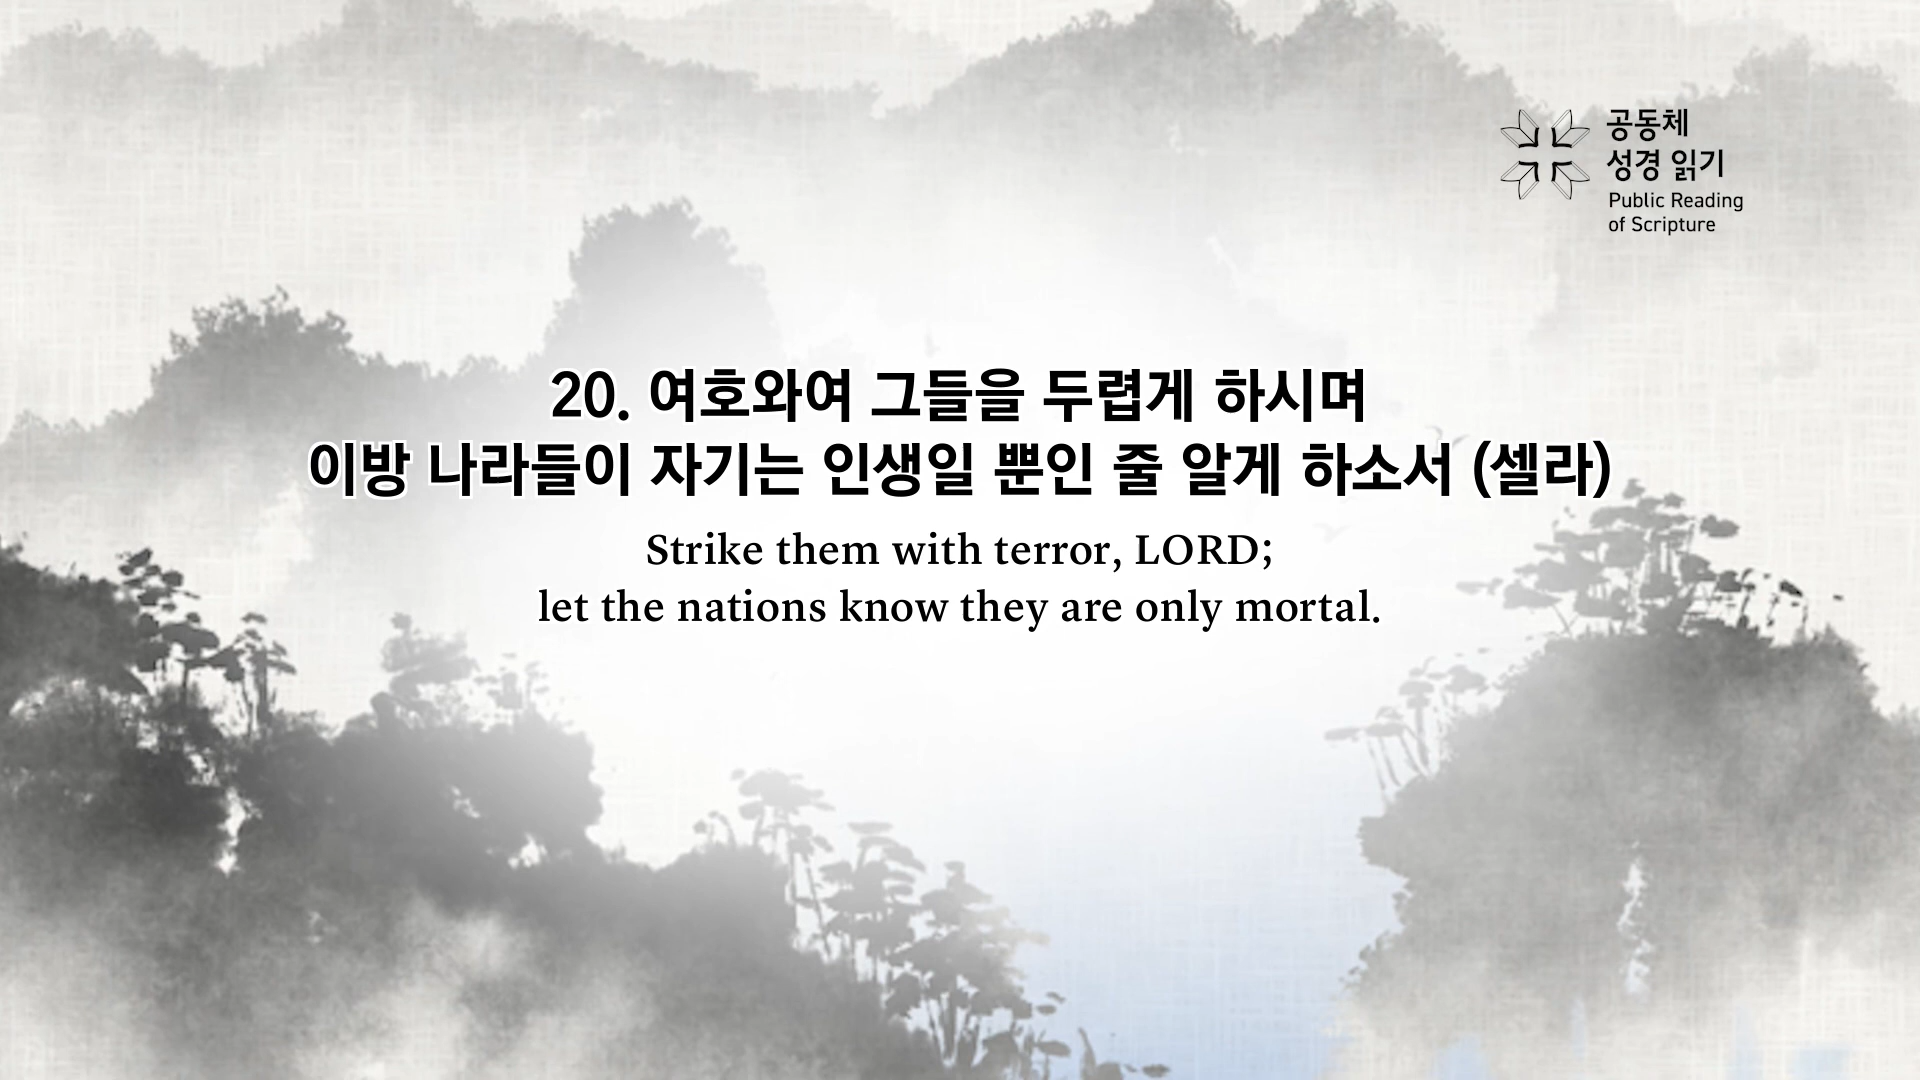 공동체
성경 읽기
Public Reading
of Scripture
20. 여호와여 그들을 두렵게 하시며
이방 나라들이 자기는 인생일 뿐인 줄 알게 하소서 (셀라)
Strike them with terror, LORD;
let the nations know they are only mortal.